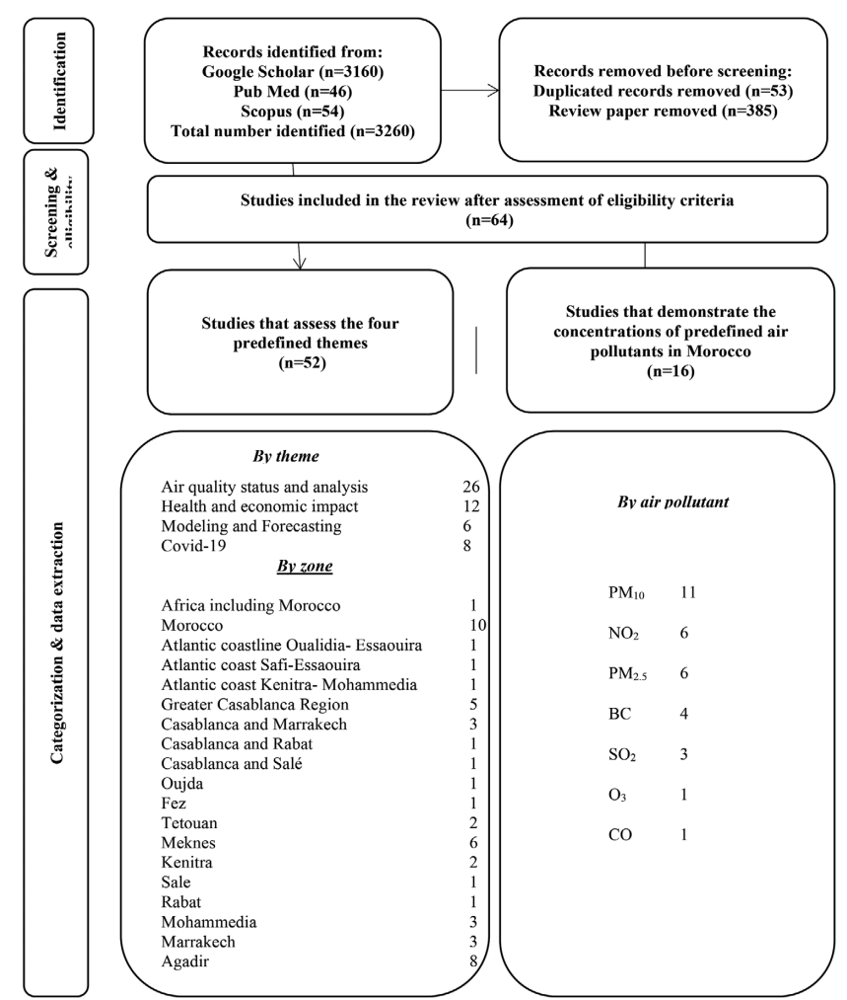 Identification
Records identified from:
Google Scholar (n=3160)
Pub Med (n=46)
Scopus (n=54)
Total number identified (n=3260)
Records removed before screening:
Duplicated records removed (n=53)
Review paper removed (n=385)
Screening &
Studies included in the review after assessment of eligibility criteria
(n=64)
Studies that assess the four
predefined themes
(n=52)
Studies that demonstrate the
concentrations of predefined air
pollutants in Morocco
(n=16)
Categorization & data extraction
By theme
Air quality status and analysis 26
Health and economic impact 12
Modeling and Forecasting 6
Covid-19 8
By zone
Africa including Morocco 1
Morocco 10
Atlantic coastline Oualidia- Essaouira 1
Atlantic coast Safi-Essaouira 1
Atlantic coast Kenitra- Mohammedia 1
Greater Casablanca Region 5
Casablanca and Marrakech 3
Casablanca and Rabat 1
Casablanca and Salé 1
Oujda 1
Fez 1
Tetouan 2
Meknes 6
Kenitra 2
Sale 1
Rabat 1
Mohammedia 3
Marrakech 3
Agadir 8
By air pollutant
PM10 11
NO2 6
PM2.5 6
BC 4
SO2 3
O3 1
CO 1